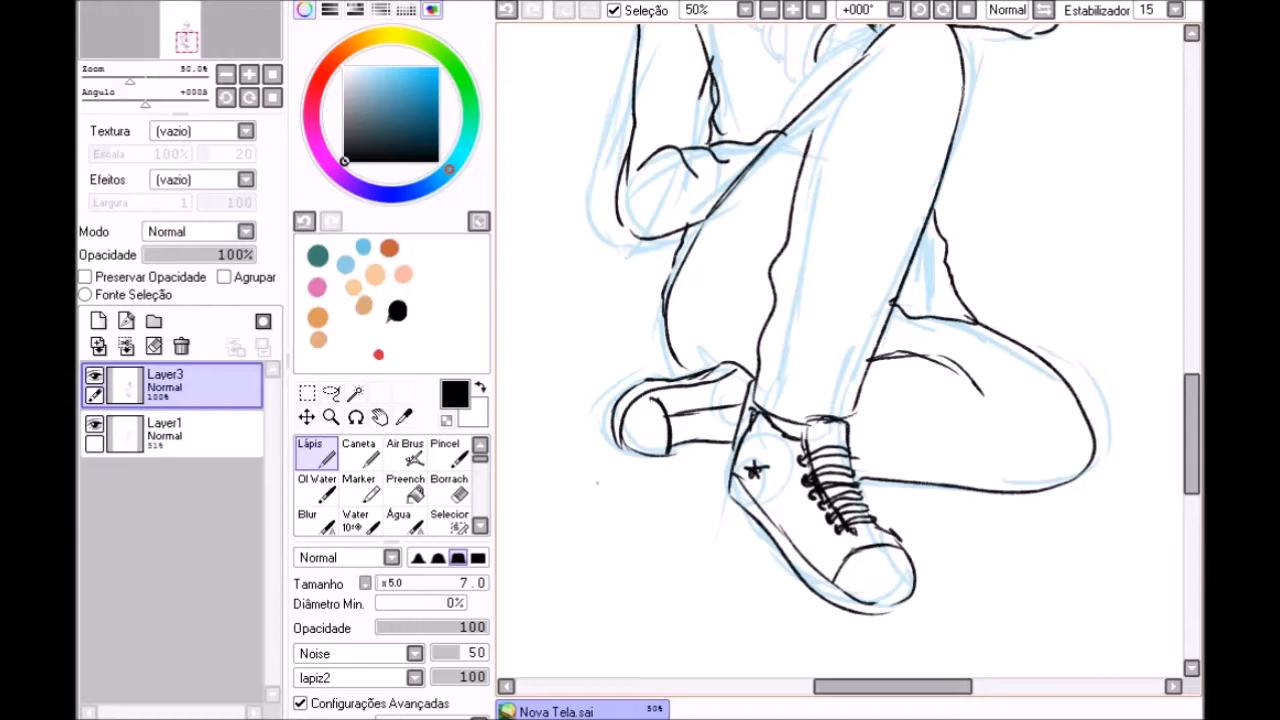 Seleção 50% +000° Normal Estabilizador 15
Zoom 50.0%
Angulo +000°
Textura (vazio)
Escala 100% 20
Efeitos (vazio)
Largura 1 100
Modo Normal
Opacidade 100%
Preservar Opacidade Agrupar
Fonte Seleção
Layer3
Normal
100%
Layer1
Normal
51%
Lápis Caneta Air Brus Pincel
Ol Water Marker Preench Borrach
Blur Water Água Selecior
Normal
Tamanho x 5.0 7.0
Diâmetro Min. 0%
Opacidade 100
Noise 50
lapiz2 100
Configurações Avançadas
Nova Tela.sai 50%